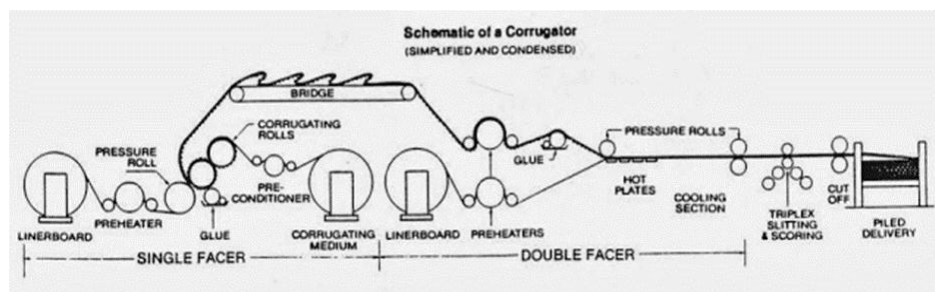 Schematic of a Corrugator
(SIMPLIFIED AND CONDENSED)
BRIDGE
CORRUGATING
ROLLS
PRESSURE
ROLL
PRE-
CONDITIONER
PREHEATER
GLUE
LINERBOARD
CORRUGATING
MEDIUM
LINERBOARD
PREHEATERS
GLUE
PRESSURE ROLLS
HOT
PLATES
COOLING
SECTION
TRIPLEX
SLITTING
& SCORING
CUT
OFF
PILED
DELIVERY
SINGLE FACER
DOUBLE FACER